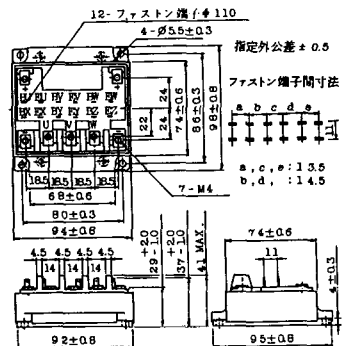 12-ファストン端子#110
4-Ø5.5±0.3
指定外公差±0.5
ファストン端子間寸法
a b c d e
11
a,c,e:13.5
b,d,:14.5
U V W
22
24
24
74±0.6
86±0.3
98±0.8
18.5 18.5 18.5 18.5
68±0.6
80±0.3
94±0.8
7-M4
4.5 4.5 4.5 4.5
14 14 14
29 +2.0 -1.0
37 +2.0 -1.0
41 MAX
92±0.8
74±0.6
11
4±0.3
95±0.8